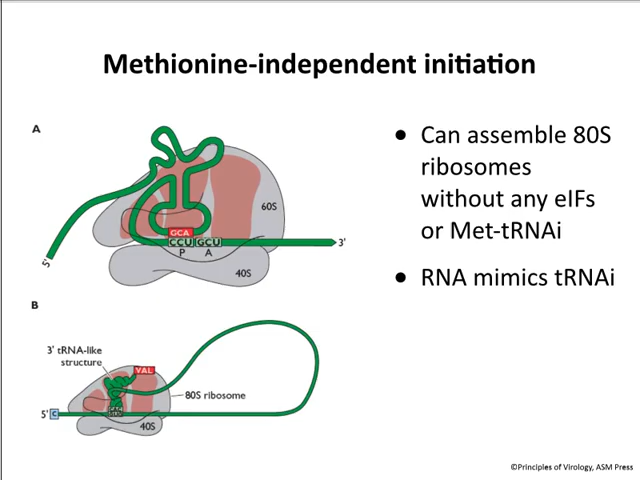 Methionine-independent initiation
A
60S
GCA
CCU GCU
P A
3'
5'
40S
B
3' tRNA-like
structure
VAL
80S ribosome
5' C
40S
• Can assemble 80S
ribosomes
without any eIFs
or Met-tRNAi
• RNA mimics tRNAi
©Principles of Virology, ASM Press